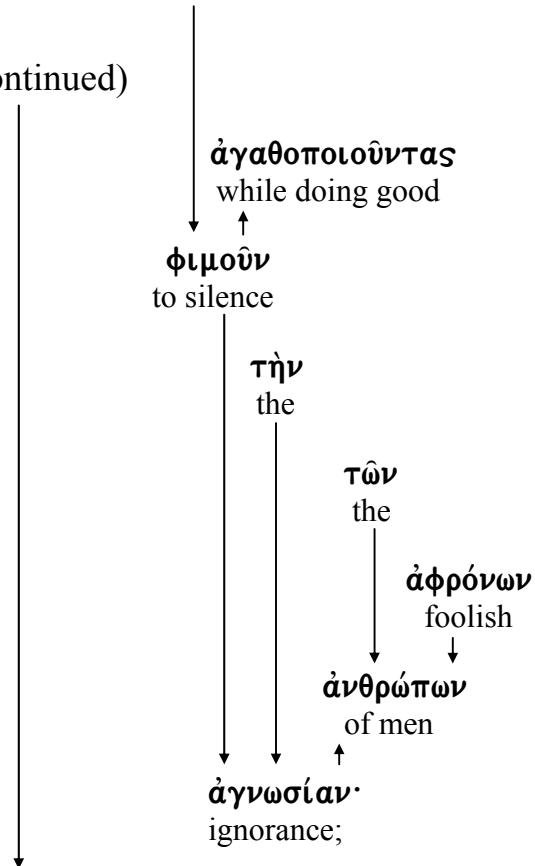 ontinued)
ἀγαθοποιοῦντας
while doing good
φιμοῦν
to silence
τὴν
the
τῶν
the
ἀφρόνων
foolish
ἀνθρώπων
of men
ἀγνωσίαν·
ignorance;